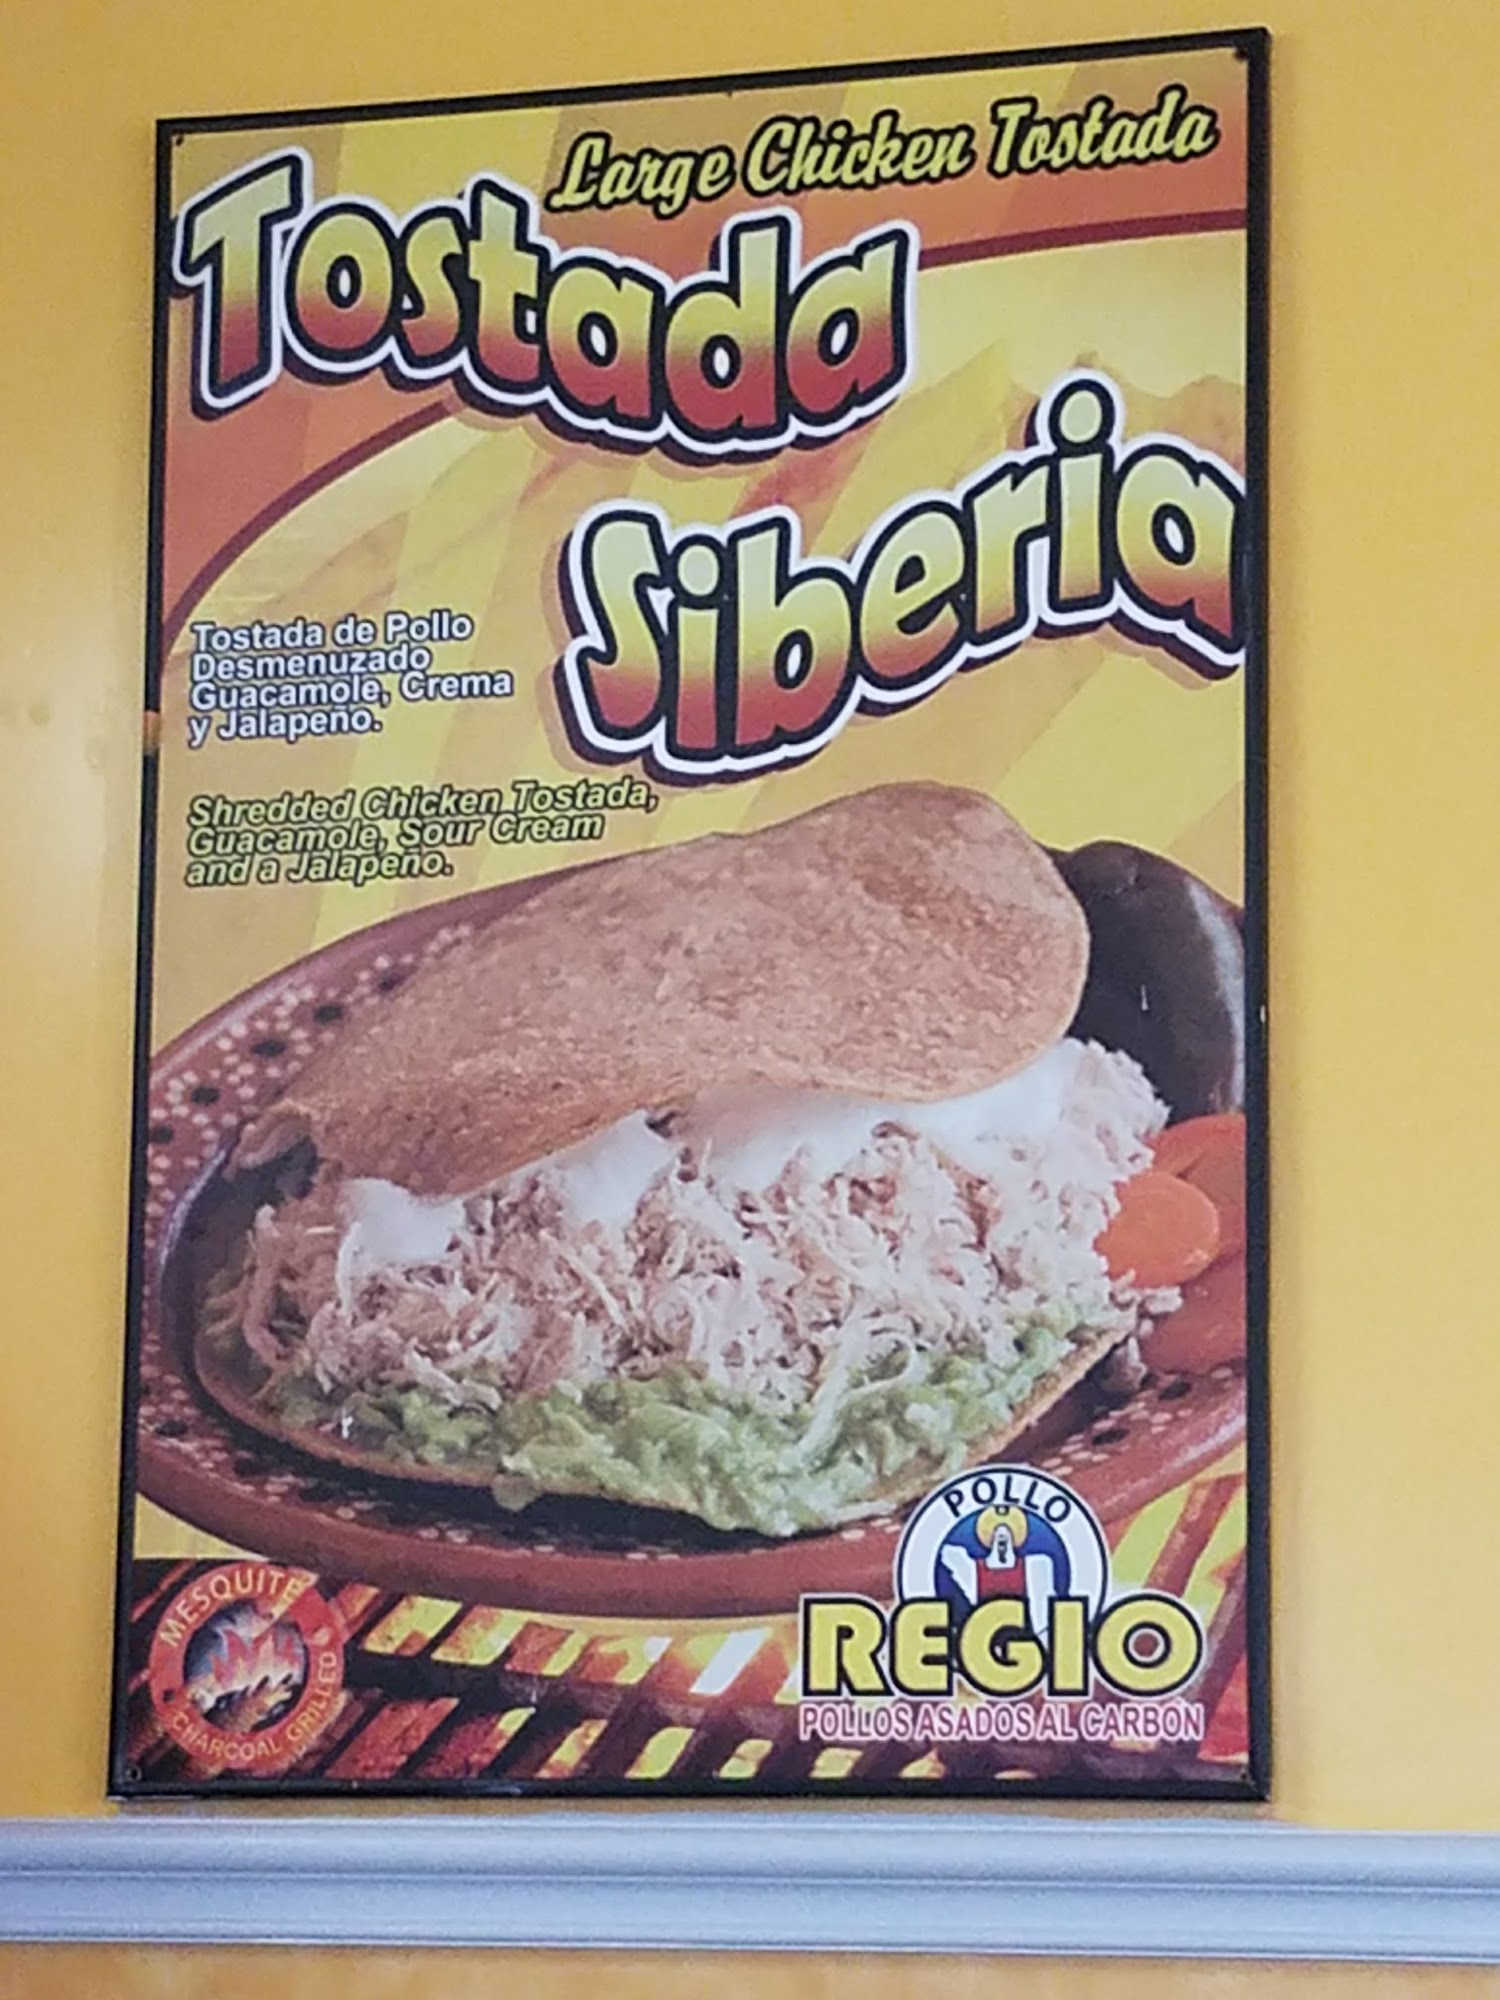 Large Chicken Tostada
Tostada
Siberia
Tostada de Pollo
Desmenuzado
Guacamole, Crema
y Jalapeño.
Shredded Chicken Tostada,
Guacamole, Sour Cream
and a Jalapeño.
POLLO
REGIO
POLLOS ASADOS AL CARBÓN
MESQUITE
CHARCOAL GRILLED